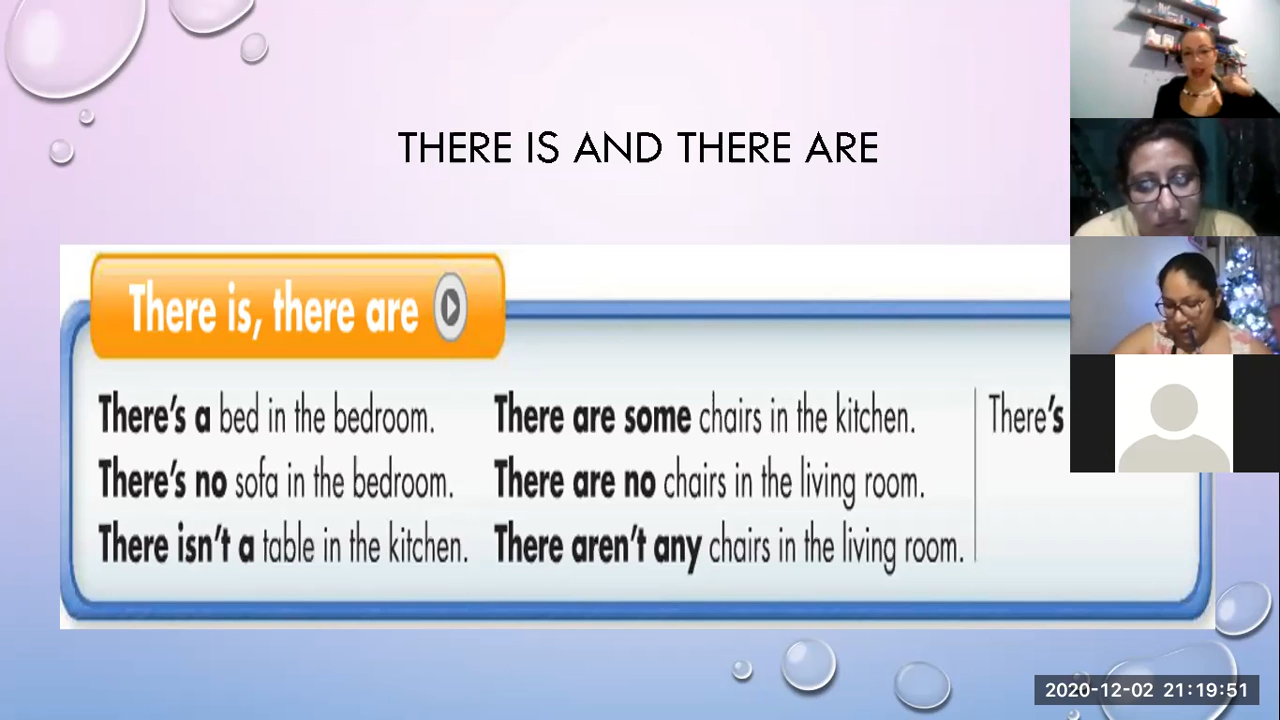 THERE IS AND THERE ARE
There is, there are
There's a bed in the bedroom.
There's no sofa in the bedroom.
There isn't a table in the kitchen.
There are some chairs in the kitchen.
There are no chairs in the living room.
There aren't any chairs in the living room.
There's
2020-12-02 21:19:51